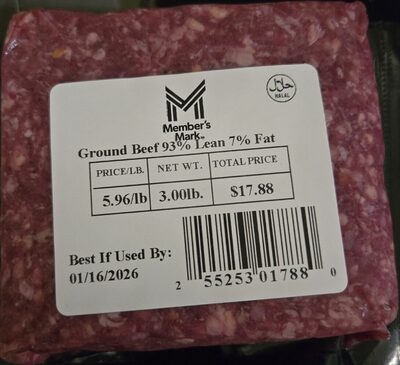 حلال
HALAL
Member's
Mark™
Ground Beef 93% Lean 7% Fat
PRICE/LB. NET WT. TOTAL PRICE
5.96/lb 3.00lb. $17.88
Best If Used By:
01/16/2026
2 55253 01788 0